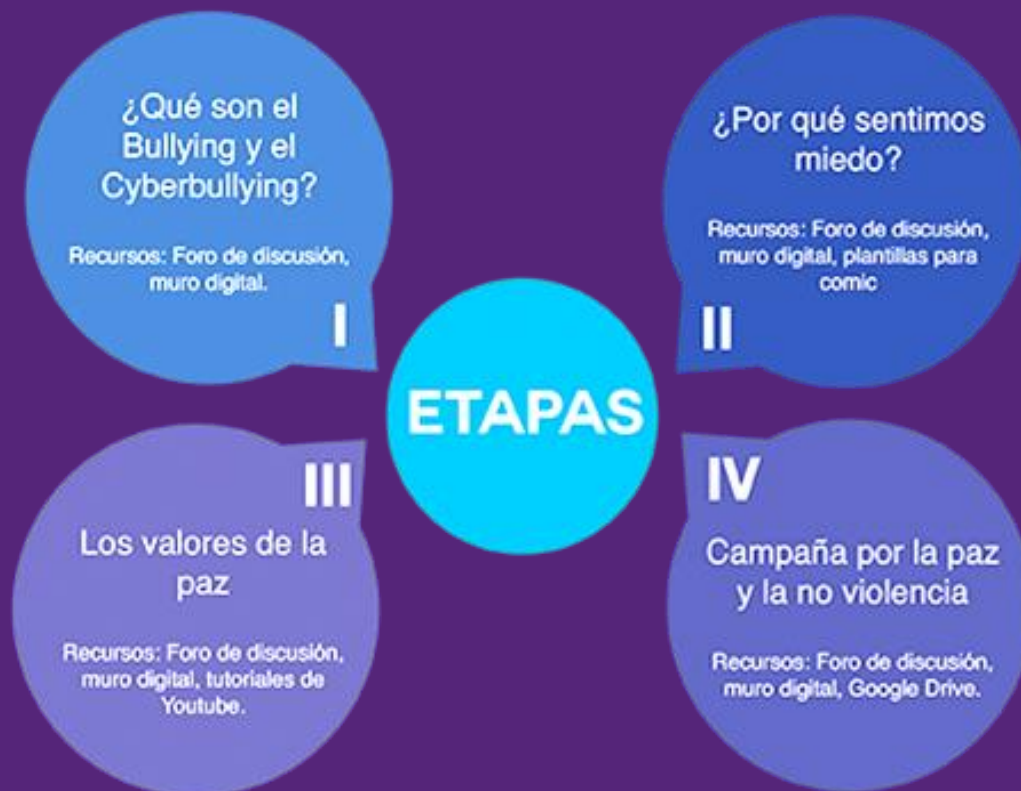 ¿Qué son el
Bullying y el
Cyberbullying?
Recursos: Foro de discusión,
muro digital.
I
¿Por qué sentimos
miedo?
Recursos: Foro de discusión,
muro digital, plantillas para
comic
II
ETAPAS
III
Los valores de la
paz
Recursos: Foro de discusión,
muro digital, tutoriales de
Youtube.
IV
Campaña por la paz
y la no violencia
Recursos: Foro de discusión,
muro digital, Google Drive.